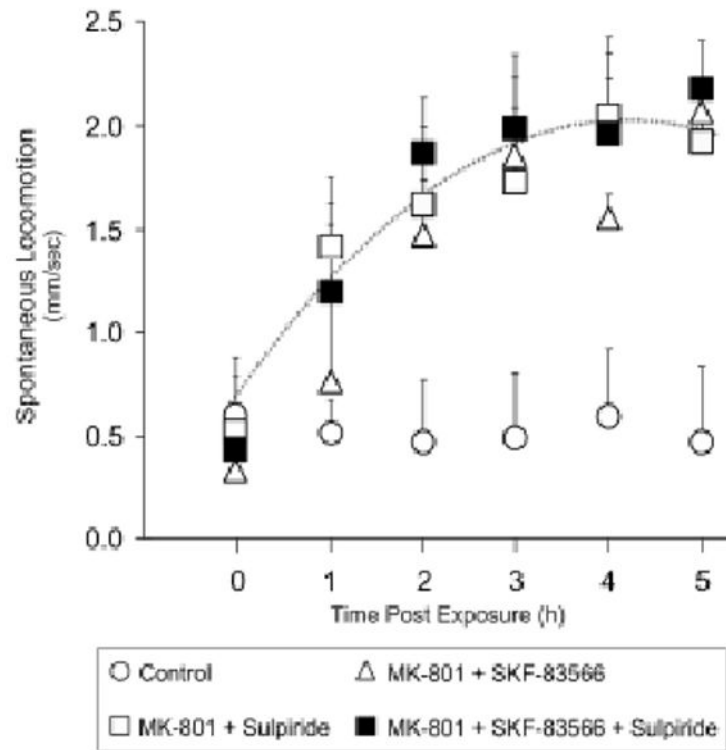 2.5
2.0
1.5
1.0
0.5
0.0
Spontaneous Locomotion
(mm/sec)
0 1 2 3 4 5
Time Post Exposure (h)
Control
MK-801 + SKF-83566
MK-801 + Sulpiride
MK-801 + SKF-83566 + Sulpiride